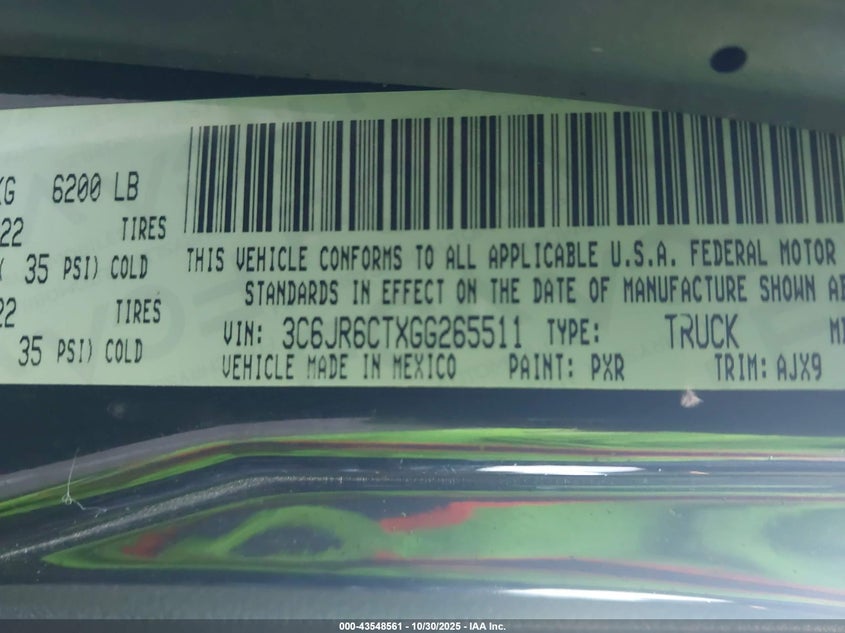 KG 6200 LB
22 TIRES
35 PSI) COLD
22 TIRES
35 PSI) COLD
THIS VEHICLE CONFORMS TO ALL APPLICABLE U.S.A. FEDERAL MOTOR
STANDARDS IN EFFECT ON THE DATE OF MANUFACTURE SHOWN AB
VIN: 3C6JR6CTXGG265511 TYPE: TRUCK
VEHICLE MADE IN MEXICO PAINT: PXR TRIM: AJX9
000-43548561 - 10/30/2025 - IAA Inc.